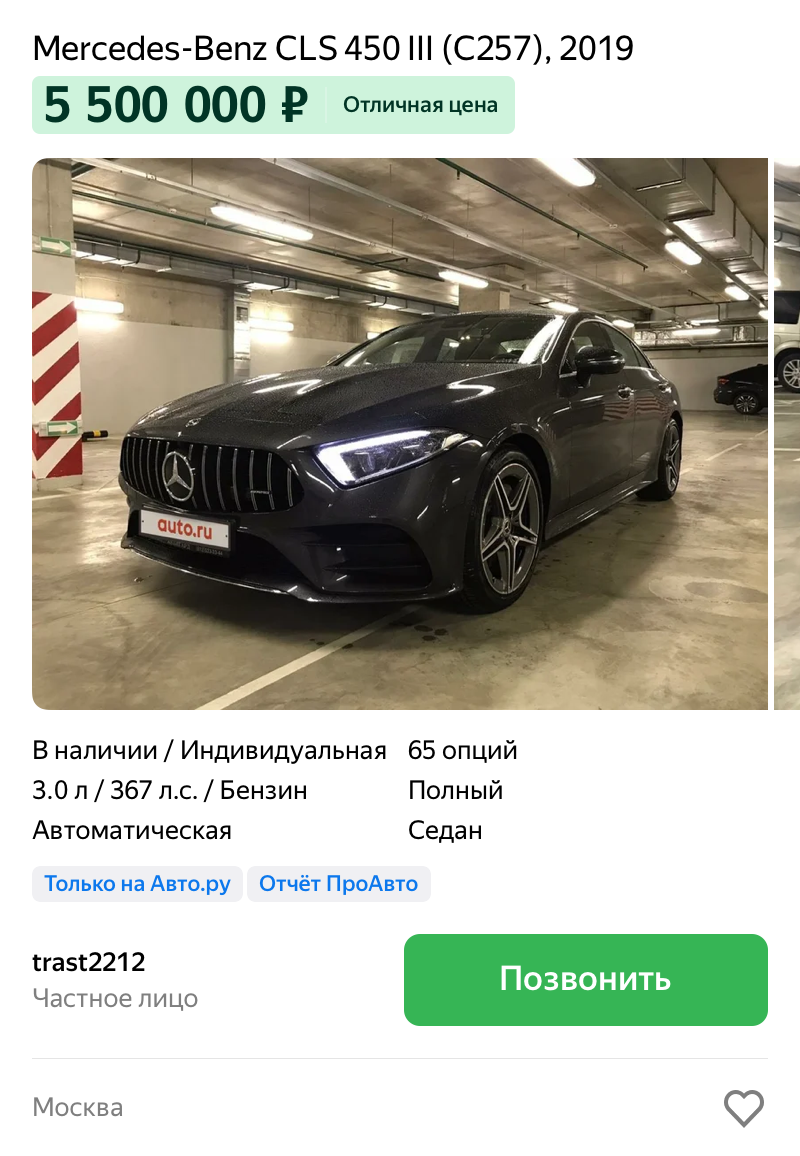 Mercedes-Benz CLS 450 III (C257), 2019
5 500 000 ₽
Отличная цена
auto.ru
В наличии / Индивидуальная
65 опций
3.0 л / 367 л.с. / Бензин
Полный
Автоматическая
Седан
Только на Авто.ру
Отчёт ПроАвто
trast2212
Частное лицо
Позвонить
Москва